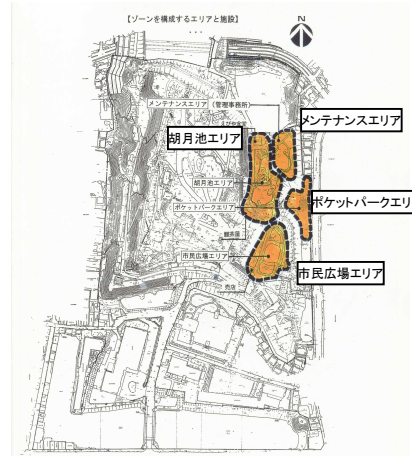 【ゾーンを構成するエリアと施設】
N
メンテナンスエリア （管理事務所）
メンテナンスエリア
胡月池エリア
胡月池エリア
ポケットパークエリ
ポケットパークエリア
観茶屋
市民広場エリア
市民広場エリア
売店